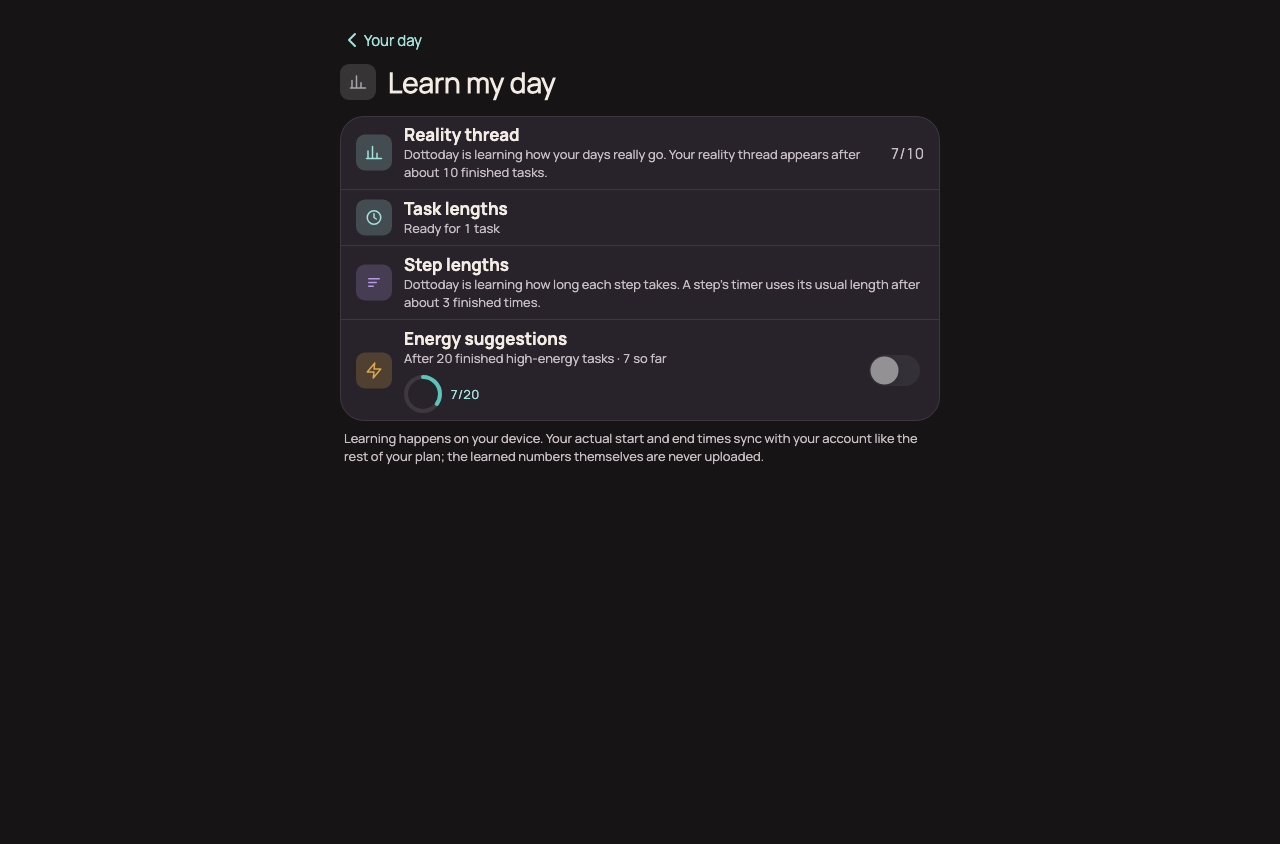 Your day
Learn my day
Reality thread
Dottoday is learning how your days really go. Your reality thread appears after
about 10 finished tasks.
7/10
Task lengths
Ready for 1 task
Step lengths
Dottoday is learning how long each step takes. A step's timer uses its usual length after
about 3 finished times.
Energy suggestions
After 20 finished high-energy tasks · 7 so far
7/20
Learning happens on your device. Your actual start and end times sync with your account like the
rest of your plan; the learned numbers themselves are never uploaded.